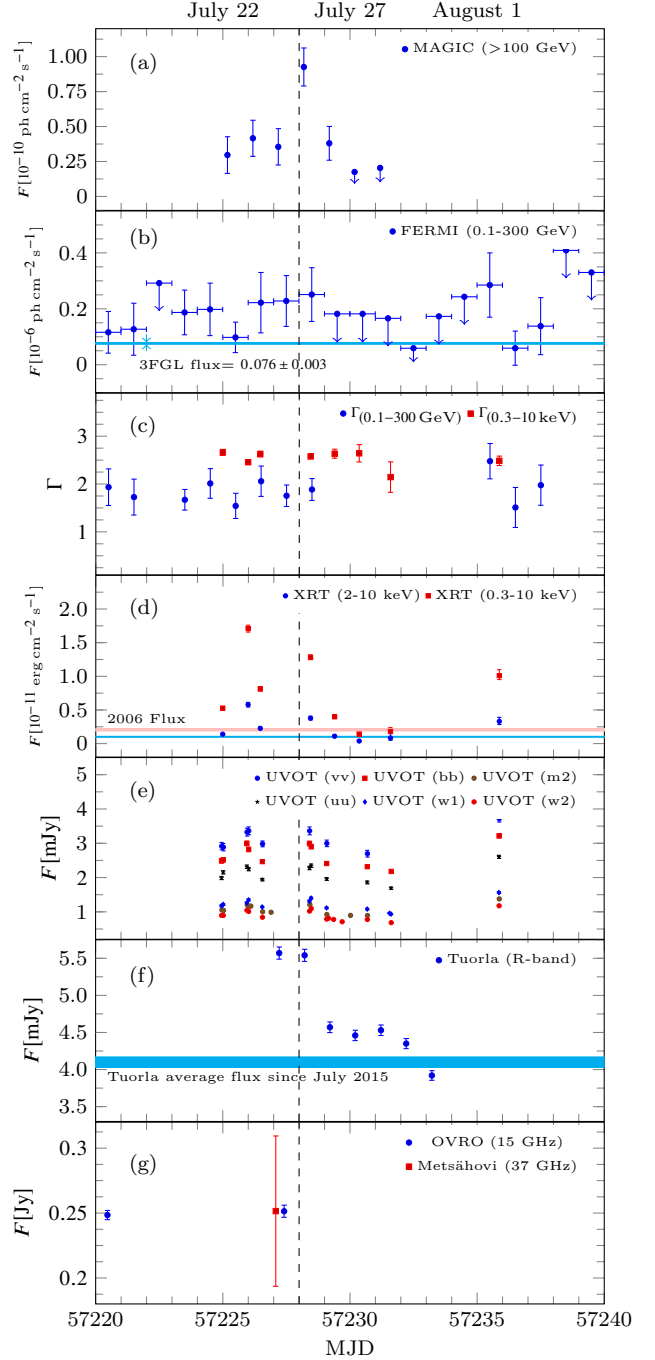 July 22 July 27 August 1
(a)
MAGIC (>100 GeV)
1.00
0.75
0.50
0.25
0
F[10⁻¹⁰ ph cm⁻² s⁻¹]
(b)
FERMI (0.1-300 GeV)
0.4
0.2
0
F[10⁻⁶ ph cm⁻² s⁻¹]
3FGL flux= 0.076 ± 0.003
(c)
Γ(0.1–300 GeV) Γ(0.3–10 keV)
3
2
1
Γ
(d)
XRT (2-10 keV) XRT (0.3-10 keV)
2.0
1.5
1.0
0.5
0
F[10⁻¹¹ erg cm⁻² s⁻¹]
2006 Flux
(e)
UVOT (vv) UVOT (bb) UVOT (m2)
UVOT (uu) UVOT (w1) UVOT (w2)
5
4
3
2
1
F[mJy]
(f)
Tuorla (R-band)
5.5
5.0
4.5
4.0
3.5
F[mJy]
Tuorla average flux since July 2015
(g)
OVRO (15 GHz)
Metsähovi (37 GHz)
0.3
0.25
0.2
F[Jy]
57220 57225 57230 57235 57240
MJD